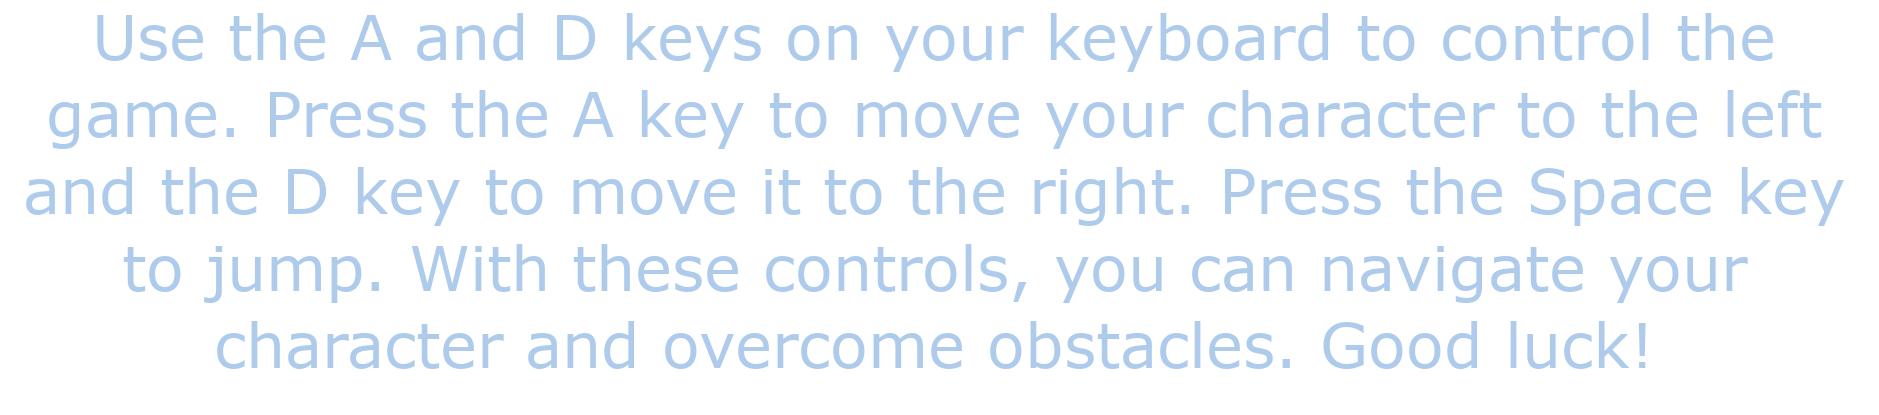 Use the A and D keys on your keyboard to control the
game. Press the A key to move your character to the left
and the D key to move it to the right. Press the Space key
to jump. With these controls, you can navigate your
character and overcome obstacles. Good luck!